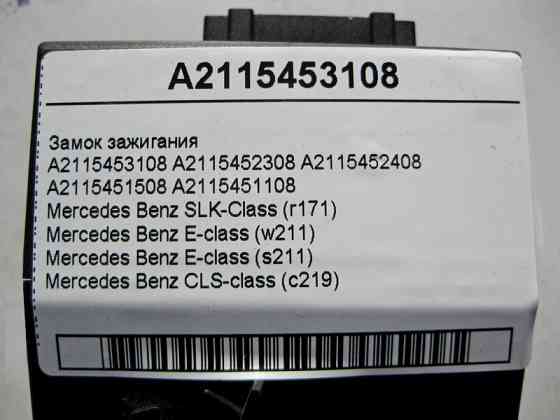 A2115453108
Замок зажигания
A2115453108 A2115452308 A2115452408
A2115451508 A2115451108
Mercedes Benz SLK-Class (r171)
Mercedes Benz E-class (w211)
Mercedes Benz E-class (s211)
Mercedes Benz CLS-class (c219)